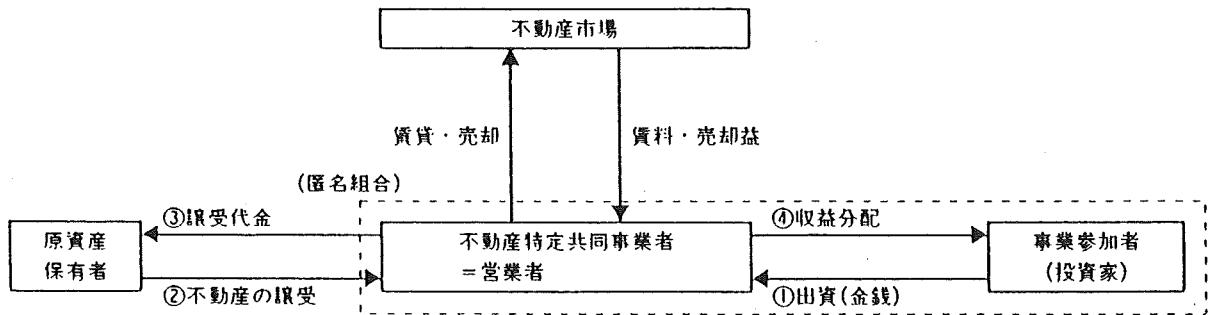 不動産市場
賃貸・売却
賃料・売却益
(匿名組合)
③譲受代金
④収益分配
原資産
保有者
不動産特定共同事業者
＝営業者
事業参加者
(投資家)
②不動産の譲受
①出資(金銭)